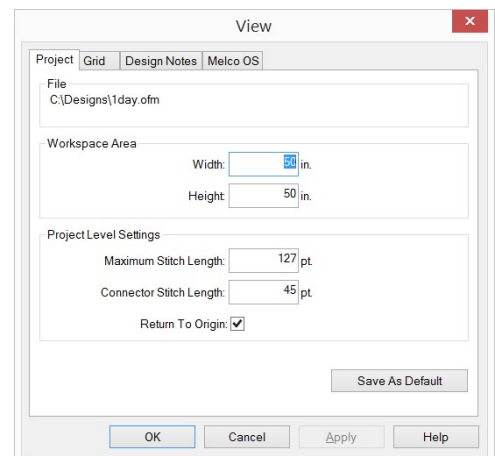 View
Project Grid Design Notes Melco OS
File
C:\Designs\1day.ofm
Workspace Area
Width: 50 in.
Height: 50 in.
Project Level Settings
Maximum Stitch Length: 127 pt.
Connector Stitch Length: 45 pt.
Return To Origin:
Save As Default
OK Cancel Apply Help